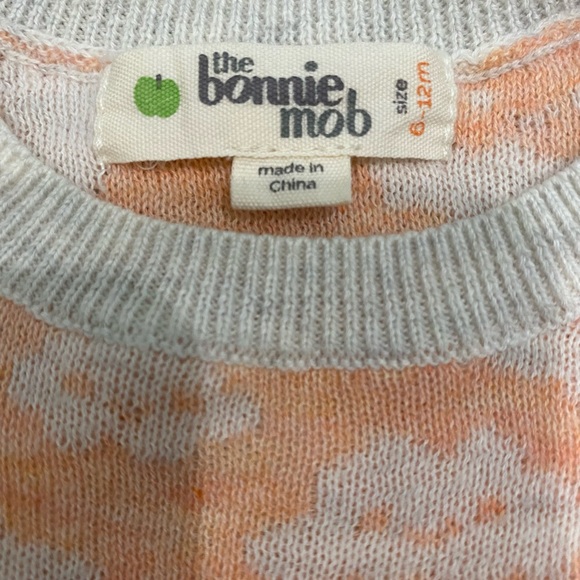 the
bonnie
mob
size
6-12m
made in
China